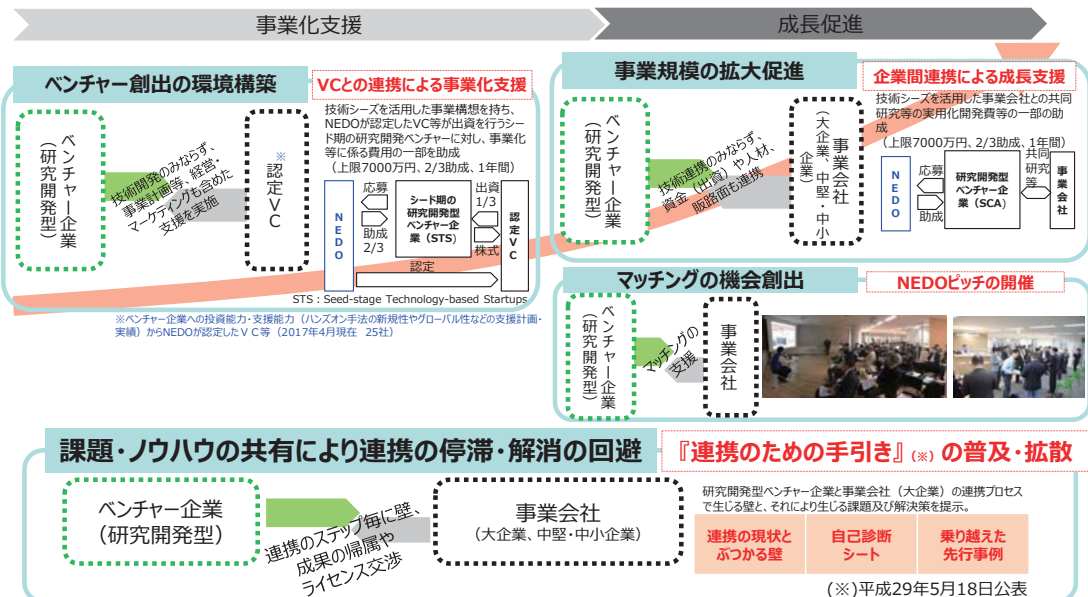 事業化支援
成長促進
ベンチャー創出の環境構築
VCとの連携による事業化支援
ベンチャー企業
(研究開発型)
技術開発のみならず、
事業計画等、経営・
マーケティングも含めた
支援を実施
※
認定VC
技術シーズを活用した事業構想を持ち、
NEDOが認定したVC等が出資を行うシー
ド期の研究開発ベンチャーに対し、事業化
等に係る費用の一部を助成
(上限7000万円、2/3助成、1年間)
NEDO
応募
助成
2/3
シード期の
研究開発型
ベンチャー企
業(STS)
出資
1/3
株式
認定VC
認定
STS:Seed-stage Technology-based Startups
※ベンチャー企業への投資能力・支援能力(ハンズオン手法の新規性やグローバル性などの支援計画・
実績)からNEDOが認定したVC等(2017年4月現在 25社)
事業規模の拡大促進
企業間連携による成長支援
ベンチャー企業
(研究開発型)
技術連携のみならず、
資金(出資)や人材、
販路面も連携
事業会社
(大企業、中堅・中小
企業)
技術シーズを活用した事業会社との共同
研究等の実用化開発費等の一部の助
成
(上限7000万円、2/3助成、1年間)
NEDO
応募
助成
研究開発型
ベンチャー企
業(SCA)
共同
研究
等
事業会社
マッチングの機会創出
NEDOピッチの開催
ベンチャー企業
(研究開発型)
マッチングの
支援
事業会社
課題・ノウハウの共有により連携の停滞・解消の回避
『連携のための手引き』(※)の普及・拡散
ベンチャー企業
(研究開発型)
連携のステップ毎に壁、
成果の帰属や
ライセンス交渉
事業会社
(大企業、中堅・中小企業)
研究開発型ベンチャー企業と事業会社(大企業)の連携プロセス
で生じる壁と、それにより生じる課題及び解決策を提示。
連携の現状と
ぶつかる壁
自己診断
シート
乗り越えた
先行事例
(※)平成29年5月18日公表